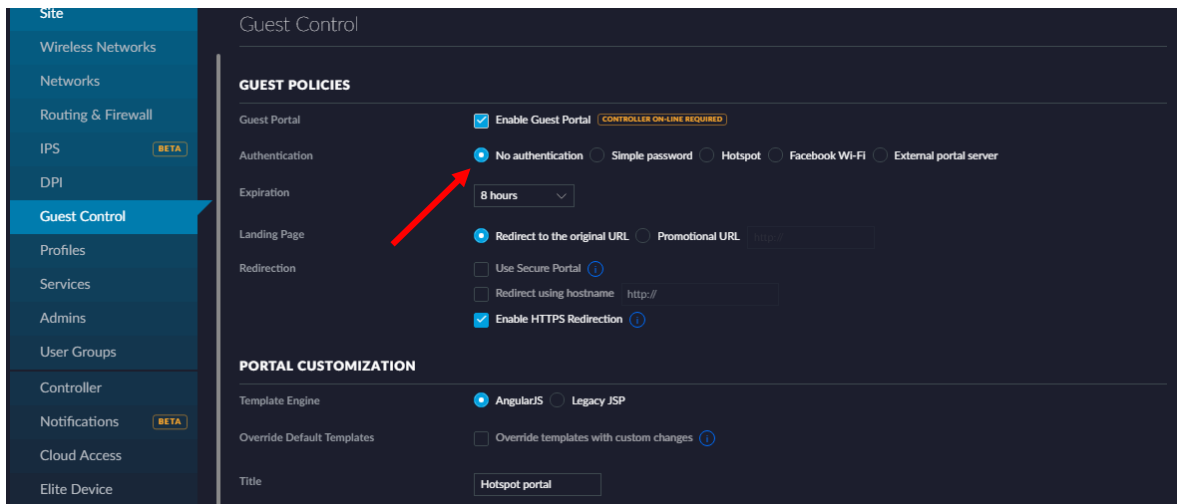 Site
Wireless Networks
Networks
Routing & Firewall
IPS BETA
DPI
Guest Control
Profiles
Services
Admins
User Groups
Controller
Notifications BETA
Cloud Access
Elite Device
Guest Control
GUEST POLICIES
Guest Portal Enable Guest Portal CONTROLLER ON-LINE REQUIRED
Authentication No authentication Simple password Hotspot Facebook Wi-Fi External portal server
Expiration 8 hours
Landing Page Redirect to the original URL Promotional URL http://
Redirection Use Secure Portal
Redirect using hostname http://
Enable HTTPS Redirection
PORTAL CUSTOMIZATION
Template Engine AngularJS Legacy JSP
Override Default Templates Override templates with custom changes
Title Hotspot portal